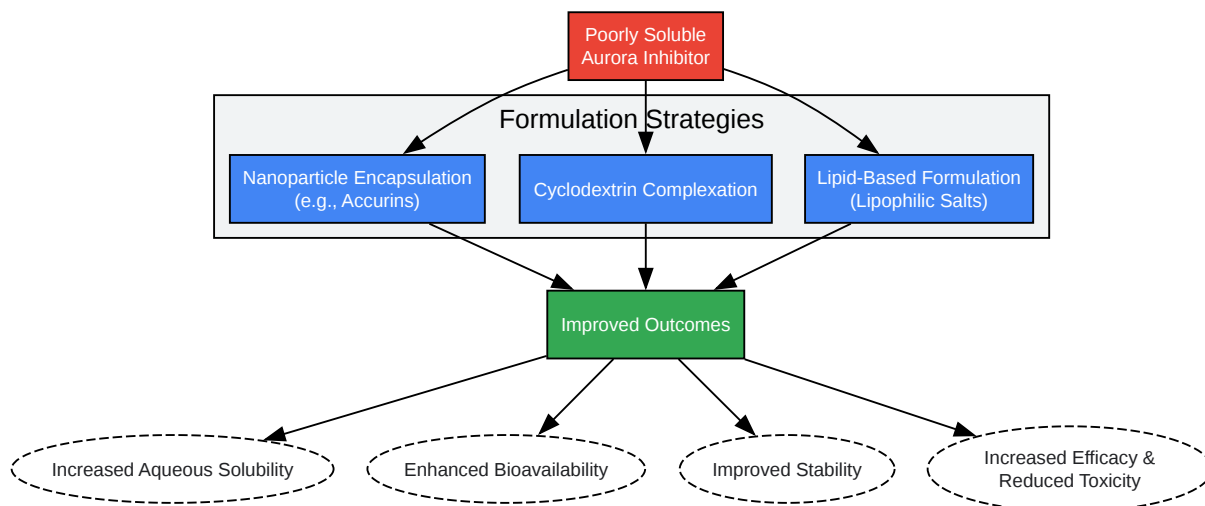 Poorly Soluble
Aurora Inhibitor
Formulation Strategies
Nanoparticle Encapsulation
(e.g., Accurins)
Cyclodextrin Complexation
Lipid-Based Formulation
(Lipophilic Salts)
Improved Outcomes
Increased Aqueous Solubility
Enhanced Bioavailability
Improved Stability
Increased Efficacy &
Reduced Toxicity